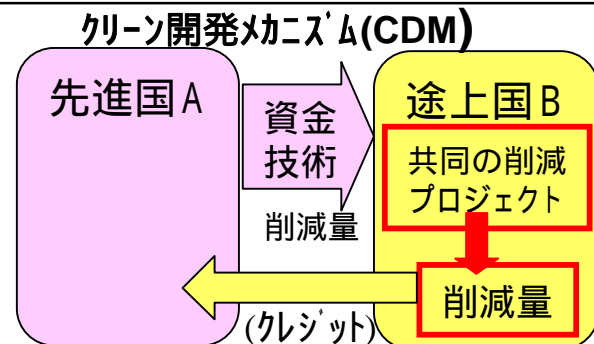 クリーン開発メカニズム(CDM)
先進国A
資金
技術
途上国B
共同の削減
プロジェクト
削減量
削減量
(クレジット)